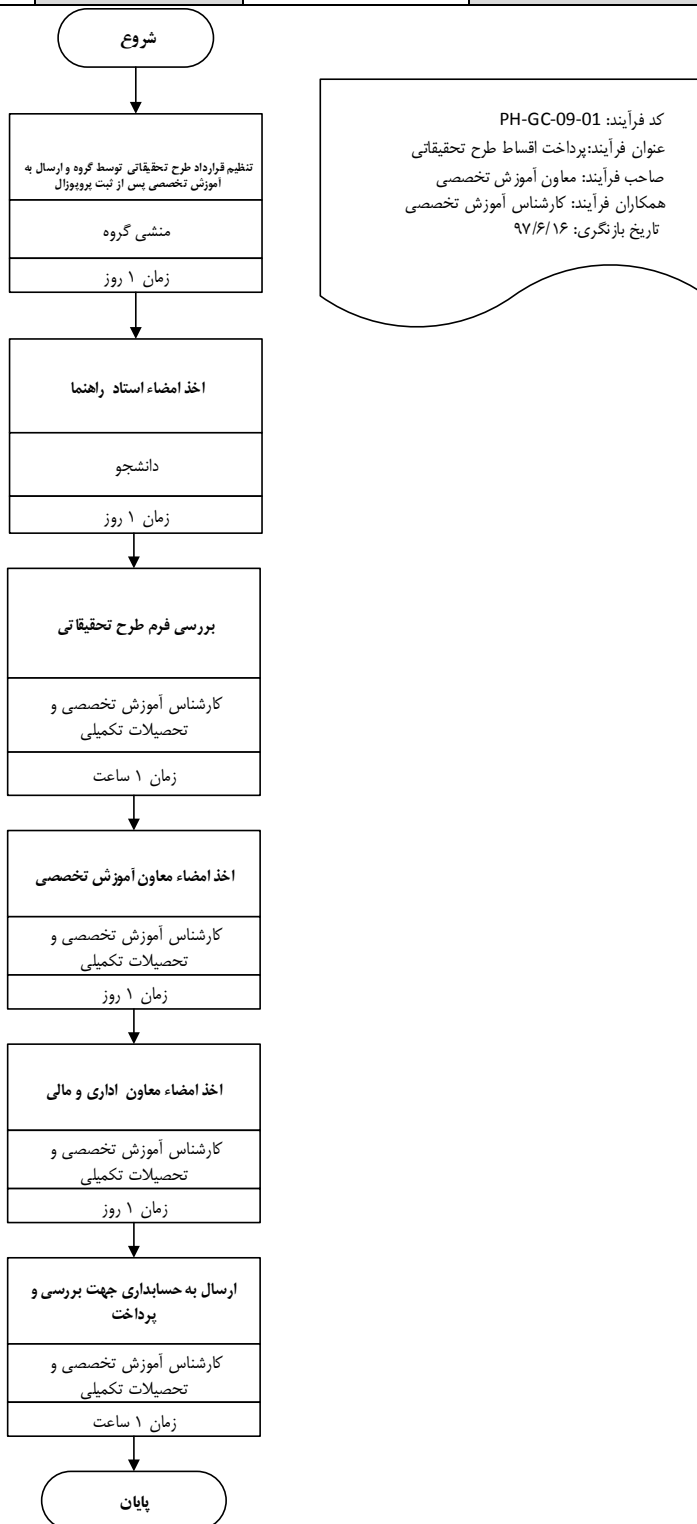 شروع
تنظیم قرارداد طرح تحقیقاتی توسط گروه و ارسال به
آموزش تخصصی پس از ثبت پروپوزال
منشی گروه
زمان ۱ روز
اخذ امضاء استاد راهنما
دانشجو
زمان ۱ روز
بررسی فرم طرح تحقیقاتی
کارشناس آموزش تخصصی و
تحصیلات تکمیلی
زمان ۱ ساعت
اخذ امضاء معاون آموزش تخصصی
کارشناس آموزش تخصصی و
تحصیلات تکمیلی
زمان ۱ روز
اخذ امضاء معاون اداری و مالی
کارشناس آموزش تخصصی و
تحصیلات تکمیلی
زمان ۱ روز
ارسال به حسابداری جهت بررسی و
پرداخت
کارشناس آموزش تخصصی و
تحصیلات تکمیلی
زمان ۱ ساعت
پایان
کد فرآیند: PH-GC-09-01
عنوان فرآیند:پرداخت اقساط طرح تحقیقاتی
صاحب فرآیند: معاون آموزش تخصصی
همکاران فرآیند: کارشناس آموزش تخصصی
تاریخ بازنگری: ۹۷/۶/۱۶